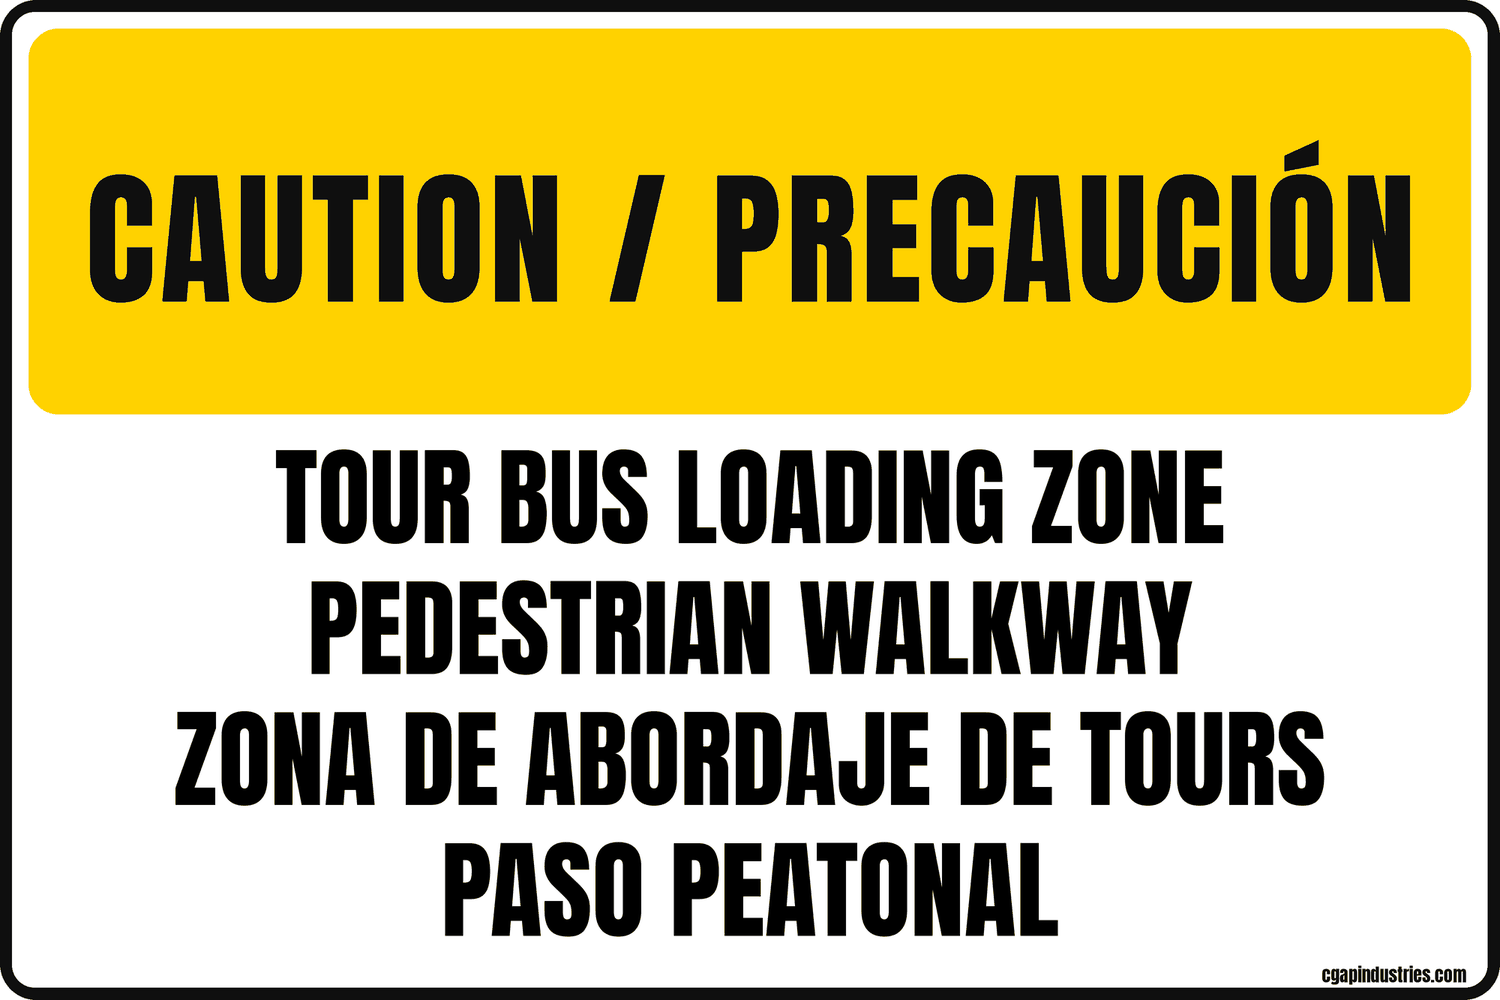 CAUTION / PRECAUCIÓN
TOUR BUS LOADING ZONE
PEDESTRIAN WALKWAY
ZONA DE ABORDAJE DE TOURS
PASO PEATONAL
cgapindustries.com